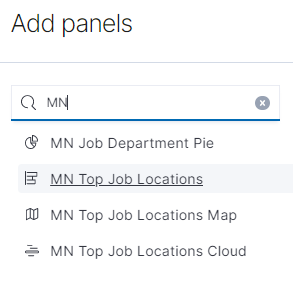 Add panels
MN
MN Job Department Pie
MN Top Job Locations
MN Top Job Locations Map
MN Top Job Locations Cloud